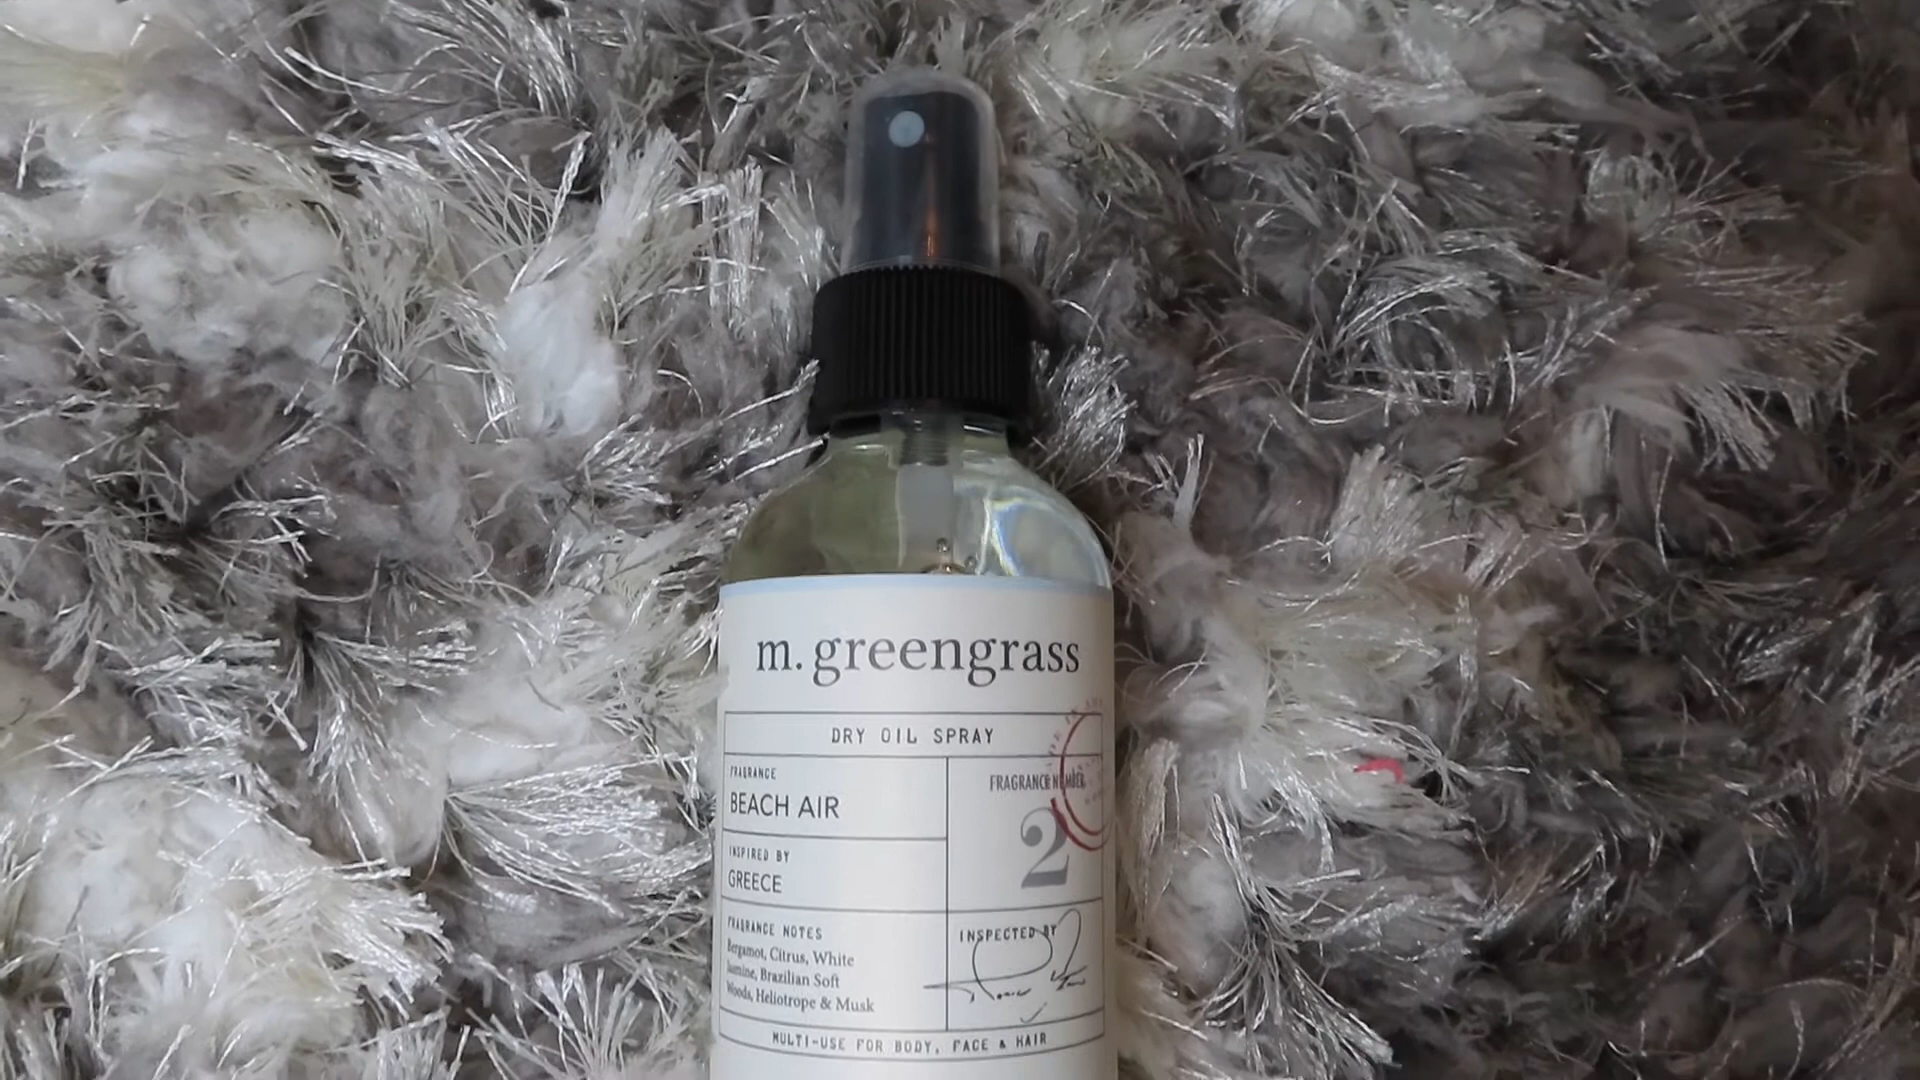 m. greengrass
DRY OIL SPRAY
FRAGRANCE
BEACH AIR
INSPIRED BY
GREECE
FRAGRANCE NUMBER
2
FRAGRANCE NOTES
Bergamot, Citrus, White
Jasmine, Brazilian Soft
Woods, Heliotrope & Musk
INSPECTED BY
MULTI-USE FOR BODY, FACE & HAIR